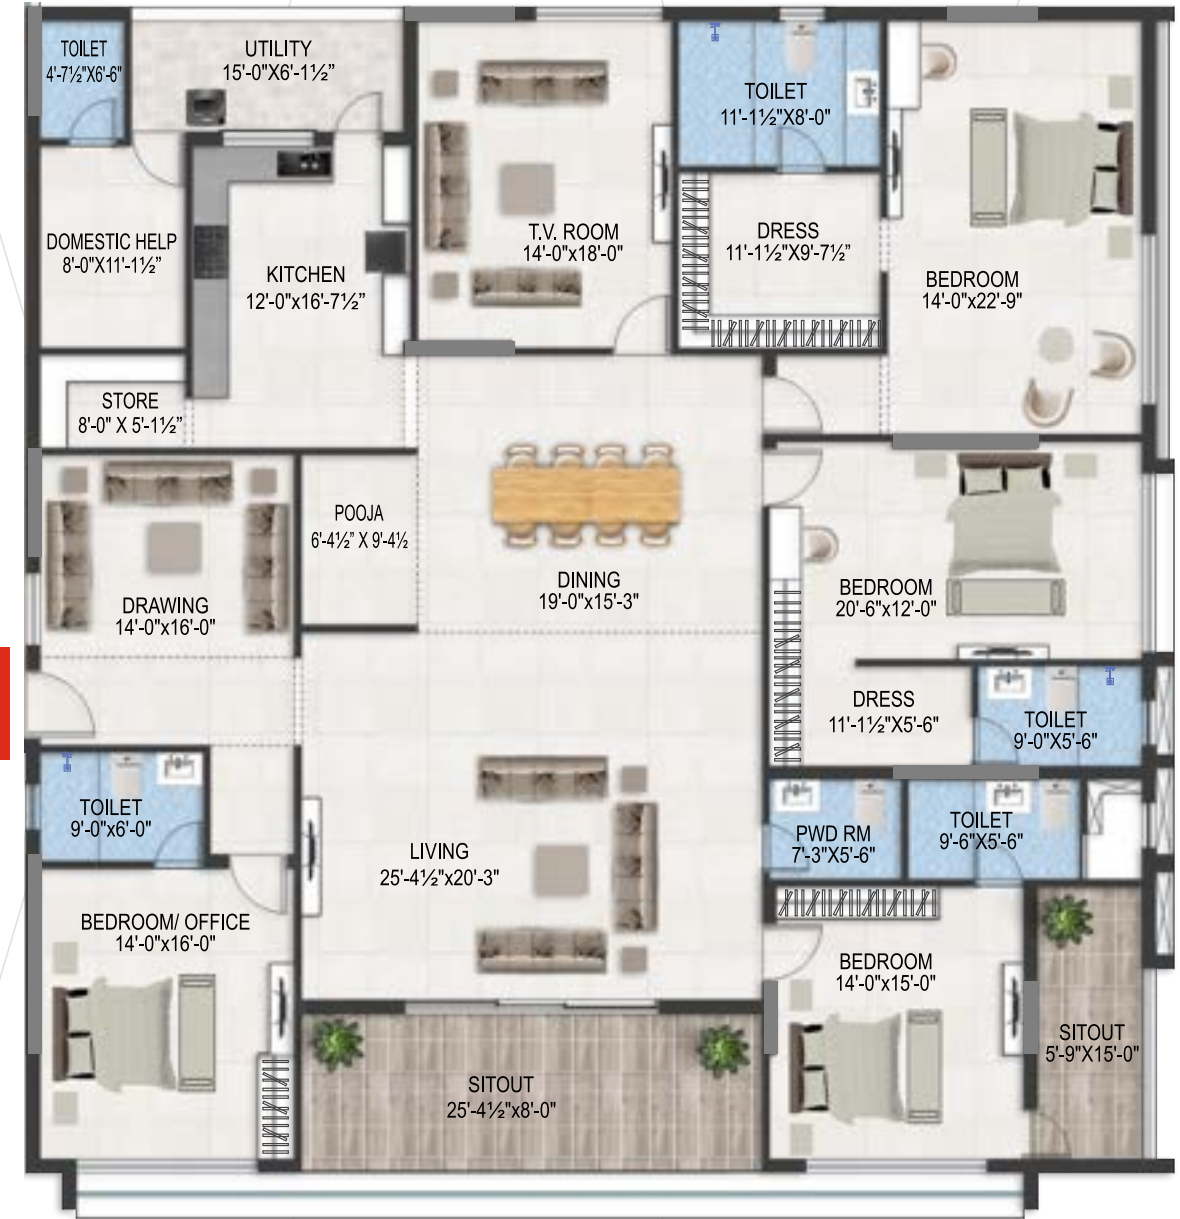 TOILET
4'-7½"X6'-6"
UTILITY
15'-0"X6'-1½"
TOILET
11'-1½"X8'-0"
DOMESTIC HELP
8'-0"X11'-1½"
KITCHEN
12'-0"x16'-7½"
T.V. ROOM
14'-0"x18'-0"
DRESS
11'-1½"X9'-7½"
BEDROOM
14'-0"x22'-9"
STORE
8'-0" X 5'-1½"
POOJA
6'-4½" X 9'-4½
DRAWING
14'-0"x16'-0"
DINING
19'-0"x15'-3"
BEDROOM
20'-6"x12'-0"
DRESS
11'-1½"X5'-6"
TOILET
9'-0"X5'-6"
TOILET
9'-0"x6'-0"
LIVING
25'-4½"x20'-3"
PWD RM
7'-3"X5'-6"
TOILET
9'-6"X5'-6"
BEDROOM/ OFFICE
14'-0"x16'-0"
BEDROOM
14'-0"x15'-0"
SITOUT
5'-9"X15'-0"
SITOUT
25'-4½"x8'-0"